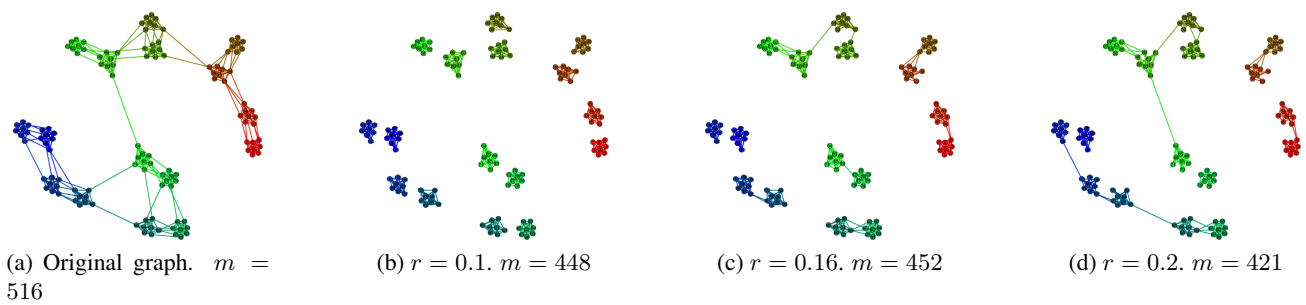 (a) Original graph. m =
516
(b) r = 0.1. m = 448
(c) r = 0.16. m = 452
(d) r = 0.2. m = 421